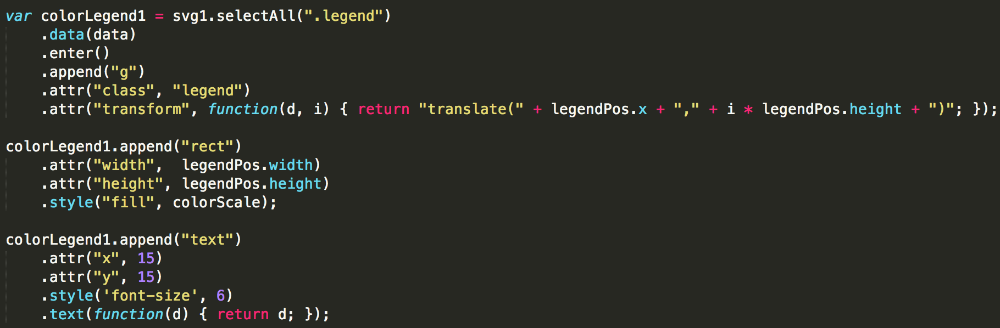 var colorLegend1 = svg1.selectAll(".legend")
    .data(data)
    .enter()
    .append("g")
    .attr("class", "legend")
    .attr("transform", function(d, i) { return "translate(" + legendPos.x + "," + i * legendPos.height + ")"; });

colorLegend1.append("rect")
    .attr("width",  legendPos.width)
    .attr("height", legendPos.height)
    .style("fill", colorScale);

colorLegend1.append("text")
    .attr("x", 15)
    .attr("y", 15)
    .style('font-size', 6)
    .text(function(d) { return d; });